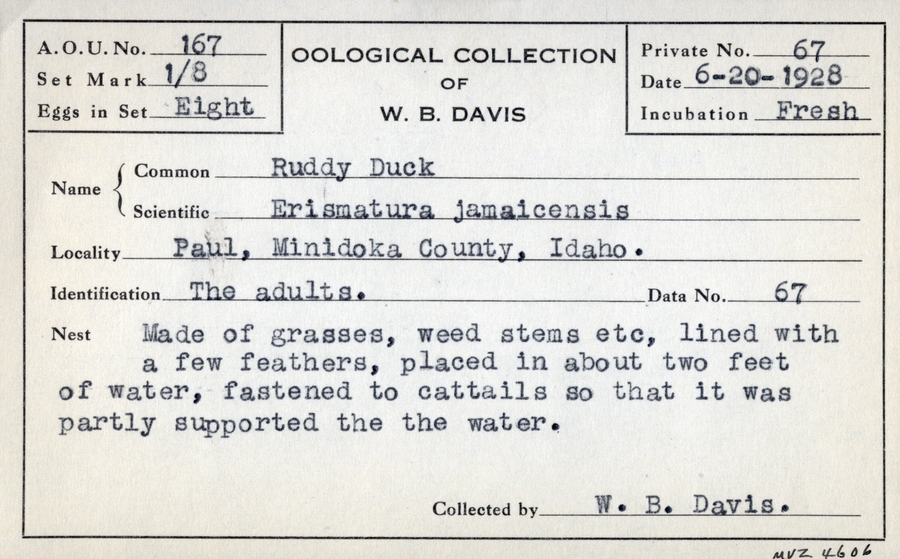 A.O.U. No. 167
Set Mark 1/8
Eggs in Set Eight
OOLOGICAL COLLECTION
OF
W. B. DAVIS
Private No. 67
Date 6-20-1928
Incubation Fresh
Name
Common Ruddy Duck
Scientific Erismatura jamaicensis
Locality Paul, Minidoka County, Idaho.
Identification The adults. Data No. 67
Nest Made of grasses, weed stems etc, lined with
a few feathers, placed in about two feet
of water, fastened to cattails so that it was
partly supported the the water.
Collected by W. B. Davis.
MVZ 4606